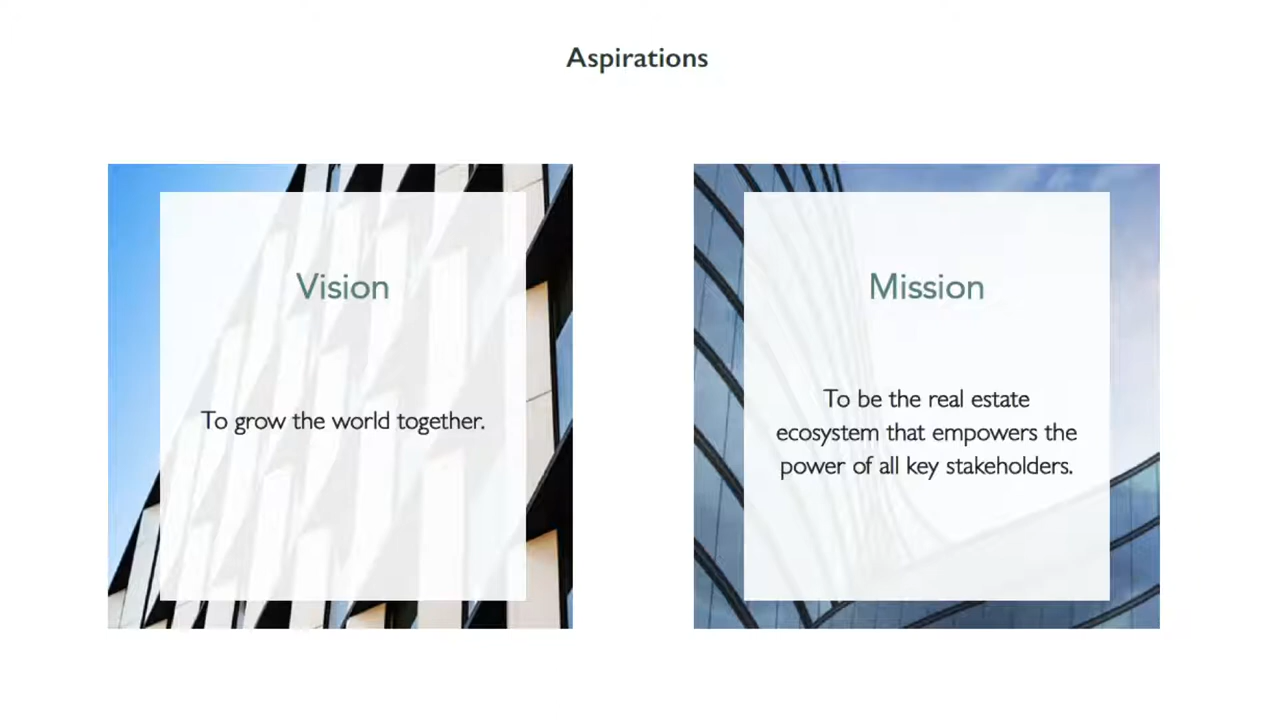 Aspirations
Vision
To grow the world together.
Mission
To be the real estate
ecosystem that empowers the
power of all key stakeholders.